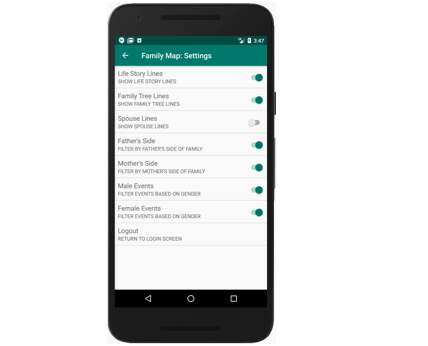 3:47
Family Map: Settings
Life Story Lines
SHOW LIFE STORY LINES
Family Tree Lines
SHOW FAMILY TREE LINES
Spouse Lines
SHOW SPOUSE LINES
Father's Side
FILTER BY FATHER'S SIDE OF FAMILY
Mother's Side
FILTER BY MOTHER'S SIDE OF FAMILY
Male Events
FILTER EVENTS BASED ON GENDER
Female Events
FILTER EVENTS BASED ON GENDER
Logout
RETURN TO LOGIN SCREEN